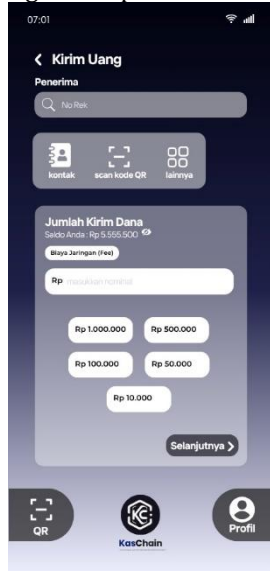 07:01
Kirim Uang
Penerima
No Rek
kontak
scan kode QR
lainnya
Jumlah Kirim Dana
Saldo Anda : Rp 5.555.500
Biaya Jaringan (Fee)
Rp masukkan nominal
Rp 1.000.000
Rp 500.000
Rp 100.000
Rp 50.000
Rp 10.000
Selanjutnya
QR
KC
KasChain
Profil